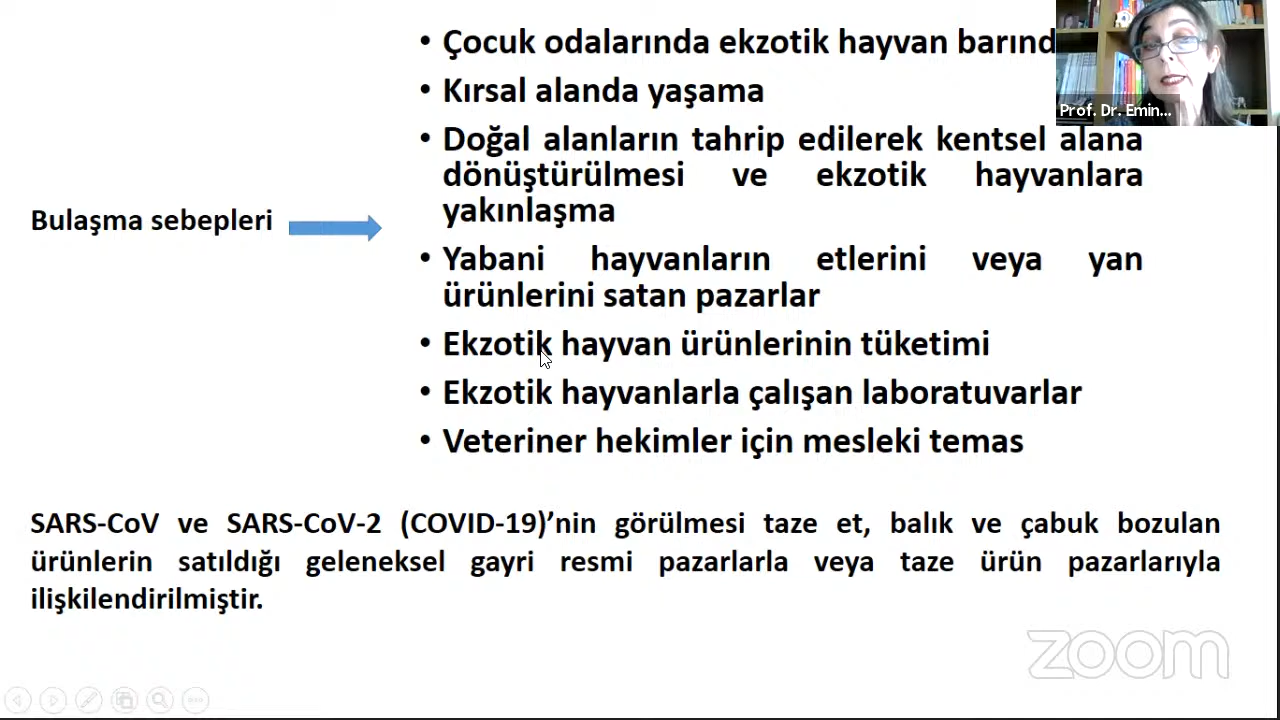 • Çocuk odalarında ekzotik hayvan
Prof. Dr. Emin...
• Kırsal alanda yaşama
• Doğal alanların tahrip edilerek kentsel alana
dönüştürülmesi ve ekzotik hayvanlara
yakınlaşma
Bulaşma sebepleri
• Yabani hayvanların etlerini veya yan
ürünlerini satan pazarlar
• Ekzotik hayvan ürünlerinin tüketimi
• Ekzotik hayvanlarla çalışan laboratuvarlar
• Veteriner hekimler için mesleki temas
SARS-CoV ve SARS-CoV-2 (COVID-19)’nin görülmesi taze et, balık ve çabuk bozulan
ürünlerin satıldığı geleneksel gayri resmi pazarlarla veya taze ürün pazarlarıyla
ilişkilendirilmiştir.
zoom